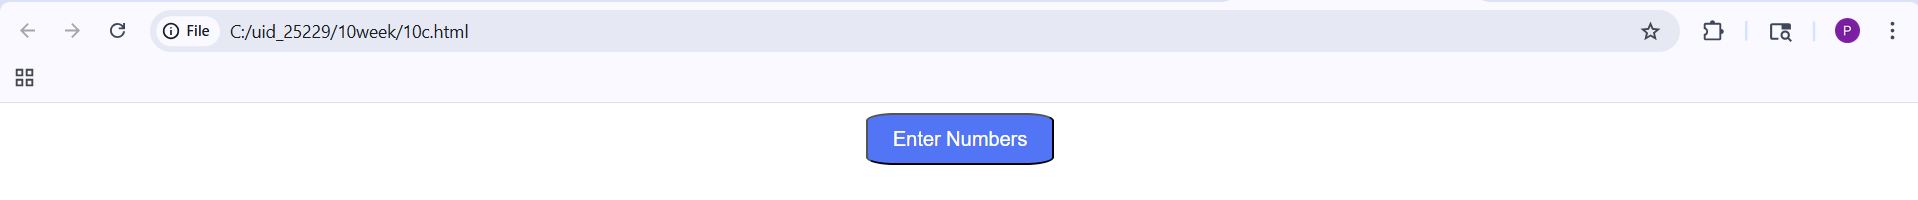 File C:/uid_25229/10week/10c.html
P
Enter Numbers